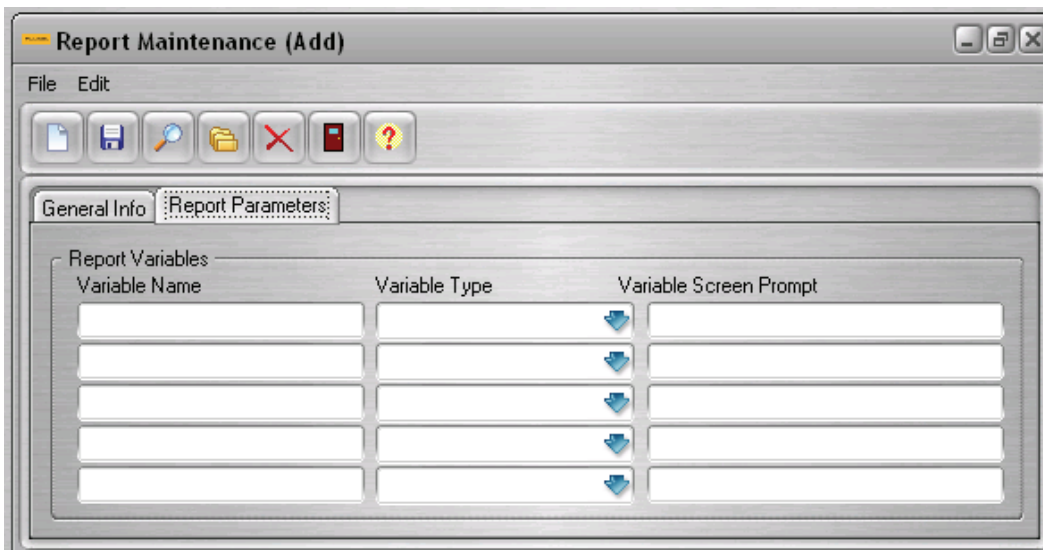 Report Maintenance (Add)
File Edit
?
General Info Report Parameters
Report Variables
Variable Name Variable Type Variable Screen Prompt